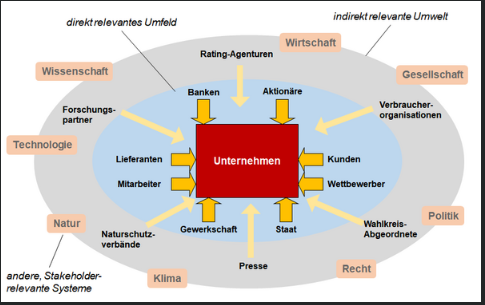 direkt relevantes Umfeld
indirekt relevante Umwelt
Wirtschaft
Rating-Agenturen
Wissenschaft
Gesellschaft
Banken
Aktionäre
Forschungs-
partner
Verbraucher-
organisationen
Technologie
Lieferanten
Unternehmen
Kunden
Mitarbeiter
Wettbewerber
Natur
Politik
Naturschutz-
verbände
Gewerkschaft
Staat
Wahlkreis-
Abgeordnete
Presse
andere, Stakeholder-
relevante Systeme
Klima
Recht